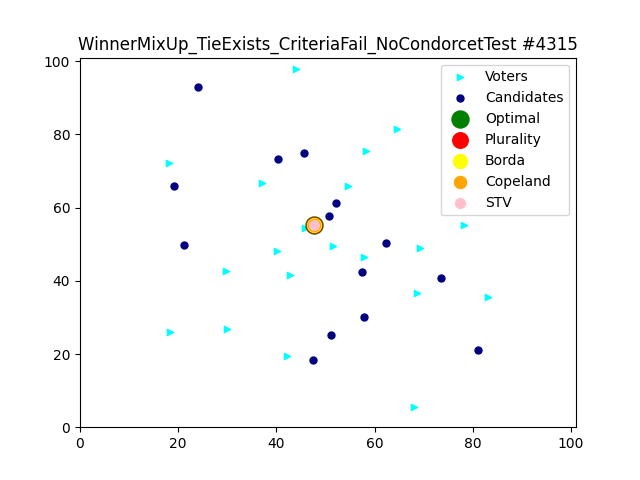 WinnerMixUp_TieExists_CriteriaFail_NoCondorcetTest #4315
100
80
60
40
20
0
0 20 40 60 80 100
Voters
Candidates
Optimal
Plurality
Borda
Copeland
STV